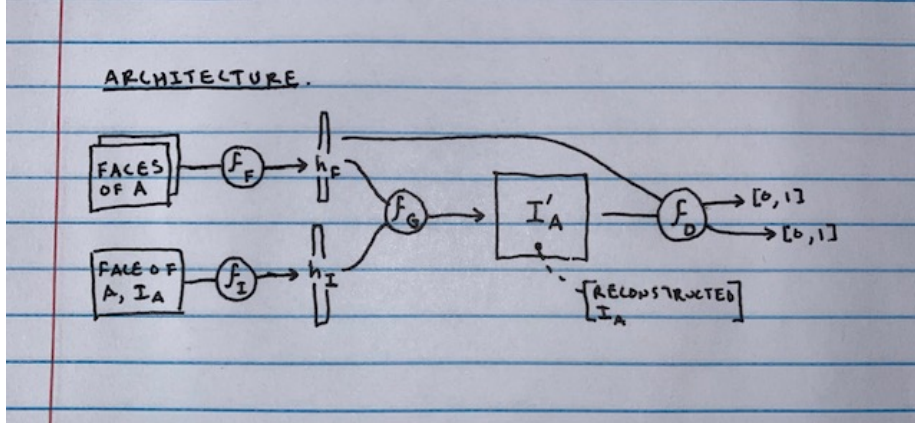 ARCHITECTURE.
FACES
OF A
f_F
h_F
f_G
I'_A
f_D
[0,1]
[0,1]
FACE OF
A, I_A
f_I
h_I
[RECONSTRUCTED
I_A]